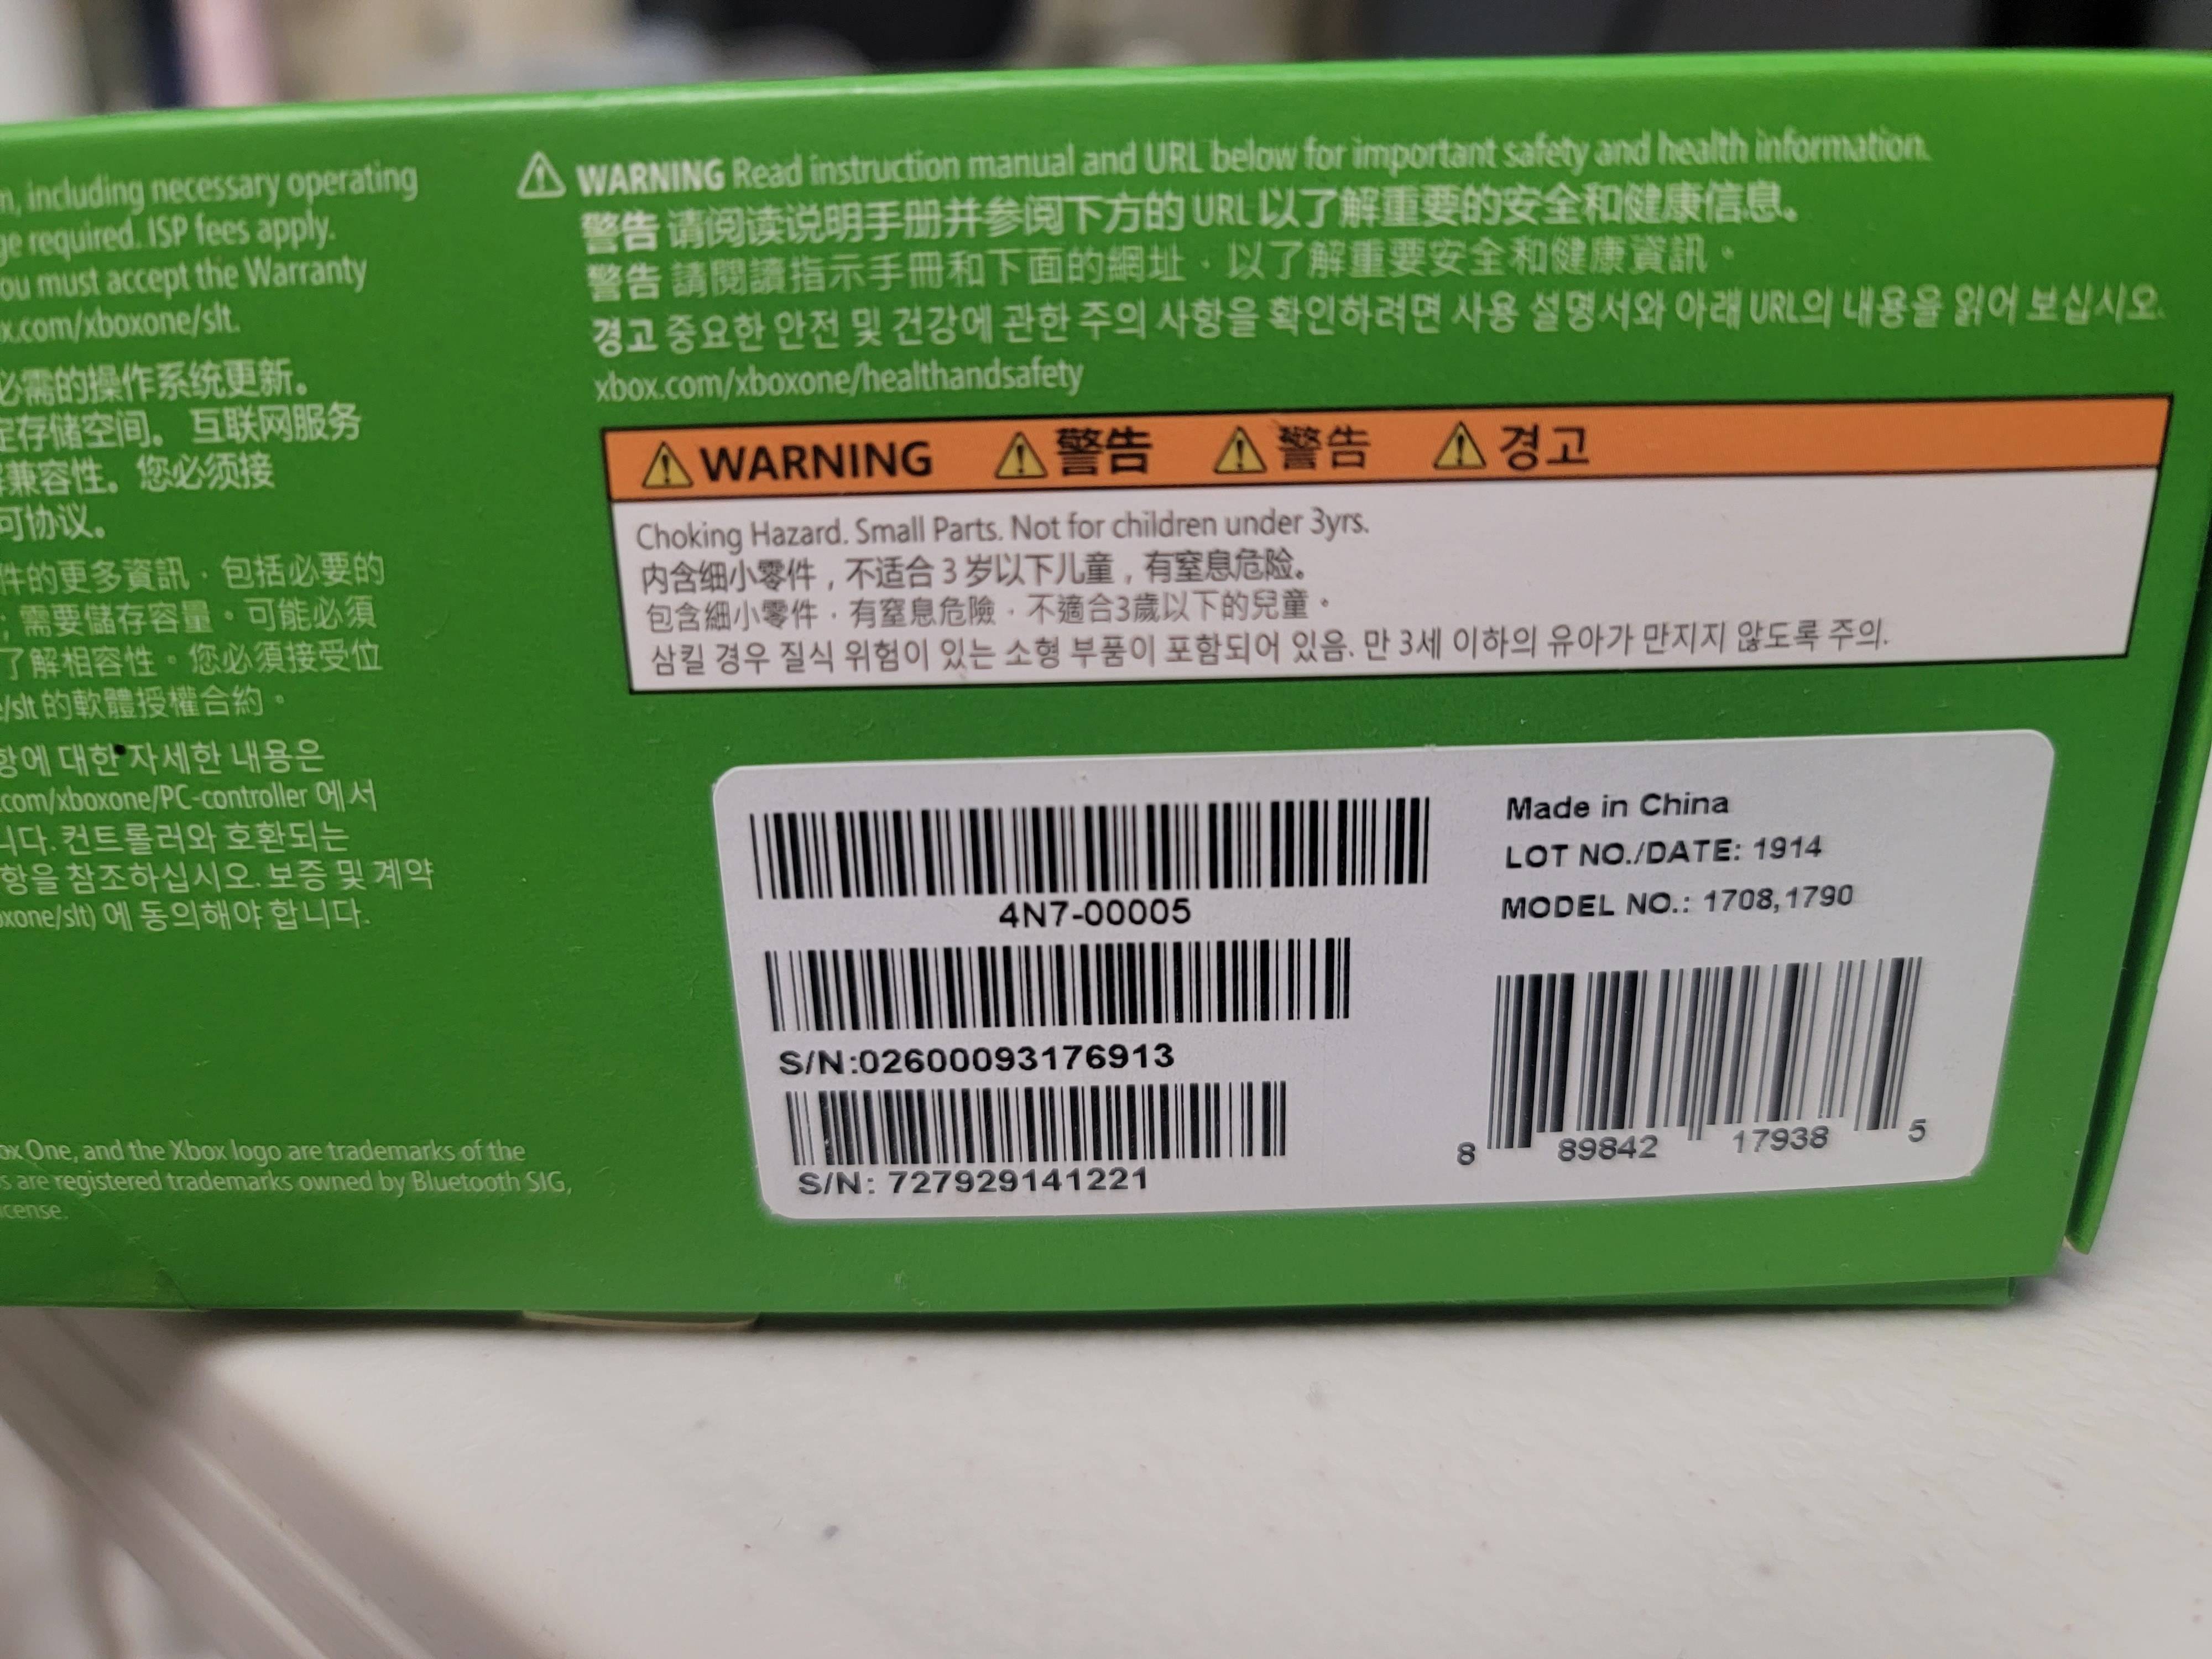 n, including necessary operating
ge required. ISP fees apply.
ou must accept the Warranty
x.com/xboxone/slt.
必需的操作系统更新。
定存储空间。 互联网服务
兼容性。您必须接
可协议。
件的更多資訊，包括必要的
; 需要儲存容量。可能必須
了解相容性。您必須接受位
e/slt 的軟體授權合約。
항에 대한 자세한 내용은
.com/xboxone/PC-controller 에서
니다. 컨트롤러와 호환되는
항을 참조하십시오. 보증 및 계약
oxone/slt) 에 동의해야 합니다.
ox One, and the Xbox logo are trademarks of the
s are registered trademarks owned by Bluetooth SIG,
icense.
WARNING Read instruction manual and URL below for important safety and health information.
警告 请阅读说明手册并参阅下方的 URL 以了解重要的安全和健康信息。
警告 請閱讀指示手冊和下面的網址，以了解重要安全和健康資訊。
경고 중요한 안전 및 건강에 관한 주의 사항을 확인하려면 사용 설명서와 아래 URL의 내용을 읽어 보십시오.
xbox.com/xboxone/healthandsafety
WARNING 警告 警告 경고
Choking Hazard. Small Parts. Not for children under 3yrs.
内含细小零件，不适合 3 岁以下儿童，有窒息危险。
包含細小零件，有窒息危險，不適合3歲以下的兒童。
삼킬 경우 질식 위험이 있는 소형 부품이 포함되어 있음. 만 3세 이하의 유아가 만지지 않도록 주의.
4N7-00005
S/N:02600093176913
S/N: 727929141221
Made in China
LOT NO./DATE: 1914
MODEL NO.: 1708,1790
8 89842 17938 5